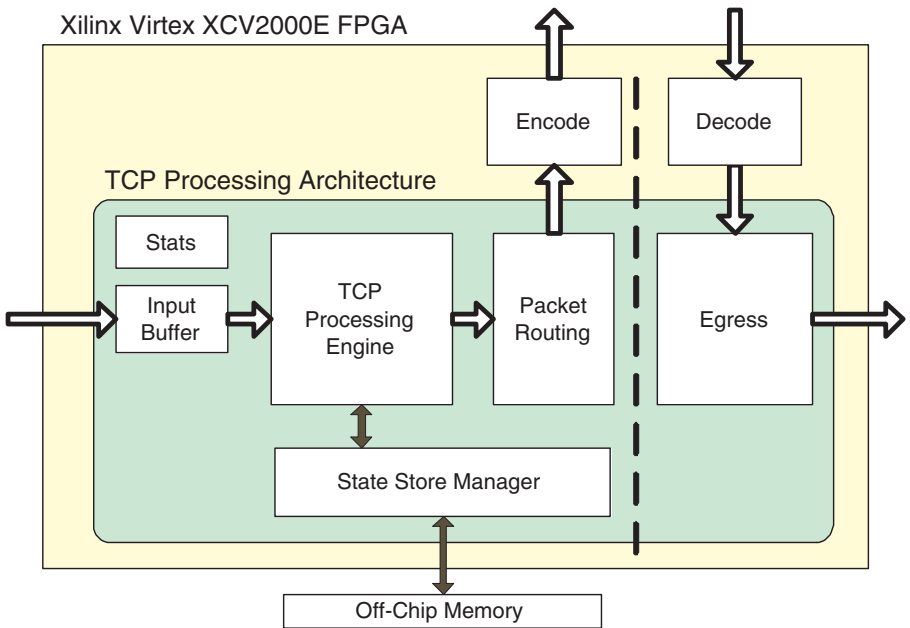 Xilinx Virtex XCV2000E FPGA
Encode
Decode
TCP Processing Architecture
Stats
Input
Buffer
TCP
Processing
Engine
Packet
Routing
Egress
State Store Manager
Off-Chip Memory